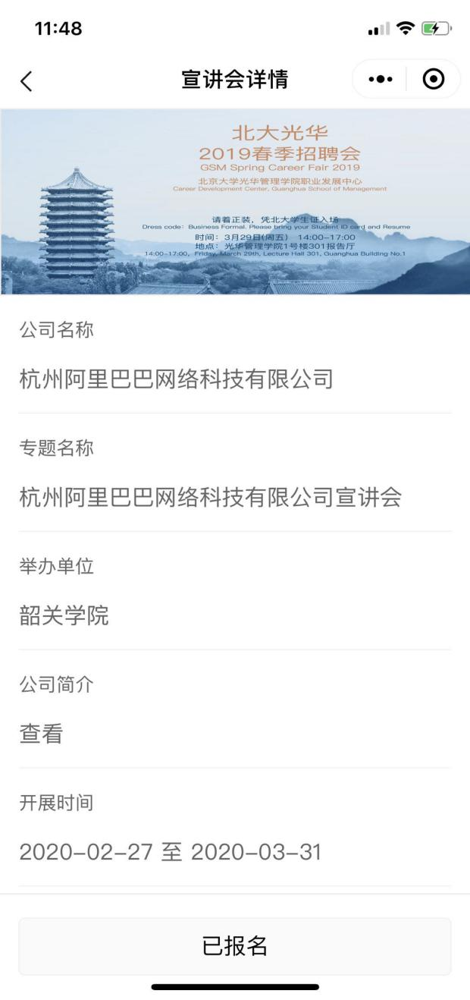 11:48
宣讲会详情
北大光华
2019春季招聘会
GSM Spring Career Fair 2019
北京大学光华管理学院职业发展中心
Career Development Center, Guanghua School of Management
请着正装，凭北大学生证入场
Dress code: Business Formal. Please bring your Student ID card and Resume
时间：3月29日(周五) 14:00-17:00
地点：光华管理学院1号楼301报告厅
14:00-17:00, Friday, March 29th, Lecture Hall 301, Guanghua Building No.1
公司名称
杭州阿里巴巴网络科技有限公司
专题名称
杭州阿里巴巴网络科技有限公司宣讲会
举办单位
韶关学院
公司简介
查看
开展时间
2020-02-27 至 2020-03-31
已报名